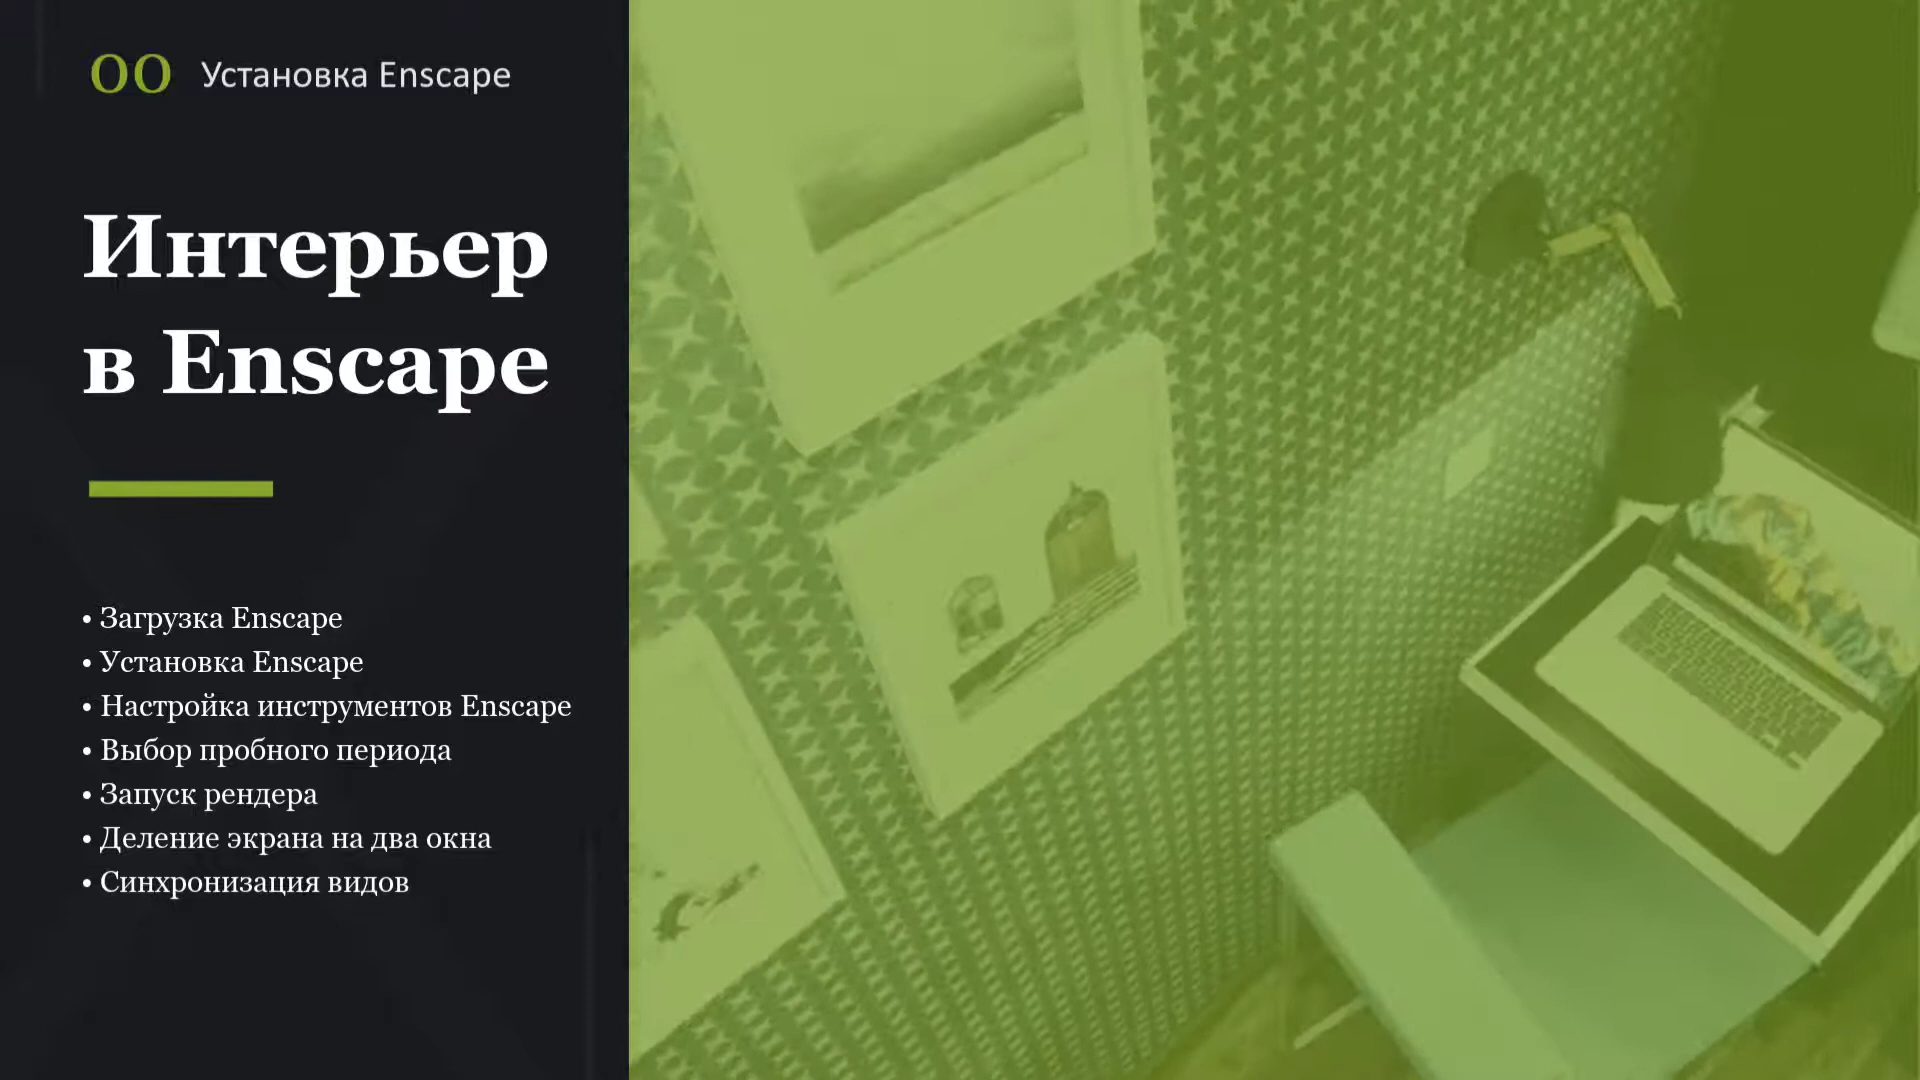 00 Установка Enscape
Интерьер
в Enscape
• Загрузка Enscape
• Установка Enscape
• Настройка инструментов Enscape
• Выбор пробного периода
• Запуск рендера
• Деление экрана на два окна
• Синхронизация видов